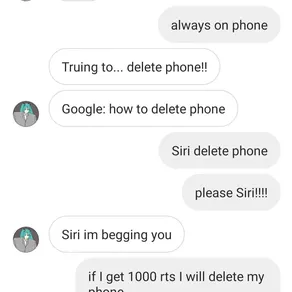 always on phone
Truing to... delete phone!!
Google: how to delete phone
Siri delete phone
please Siri!!!!
Siri im begging you
if I get 1000 rts I will delete my
phone